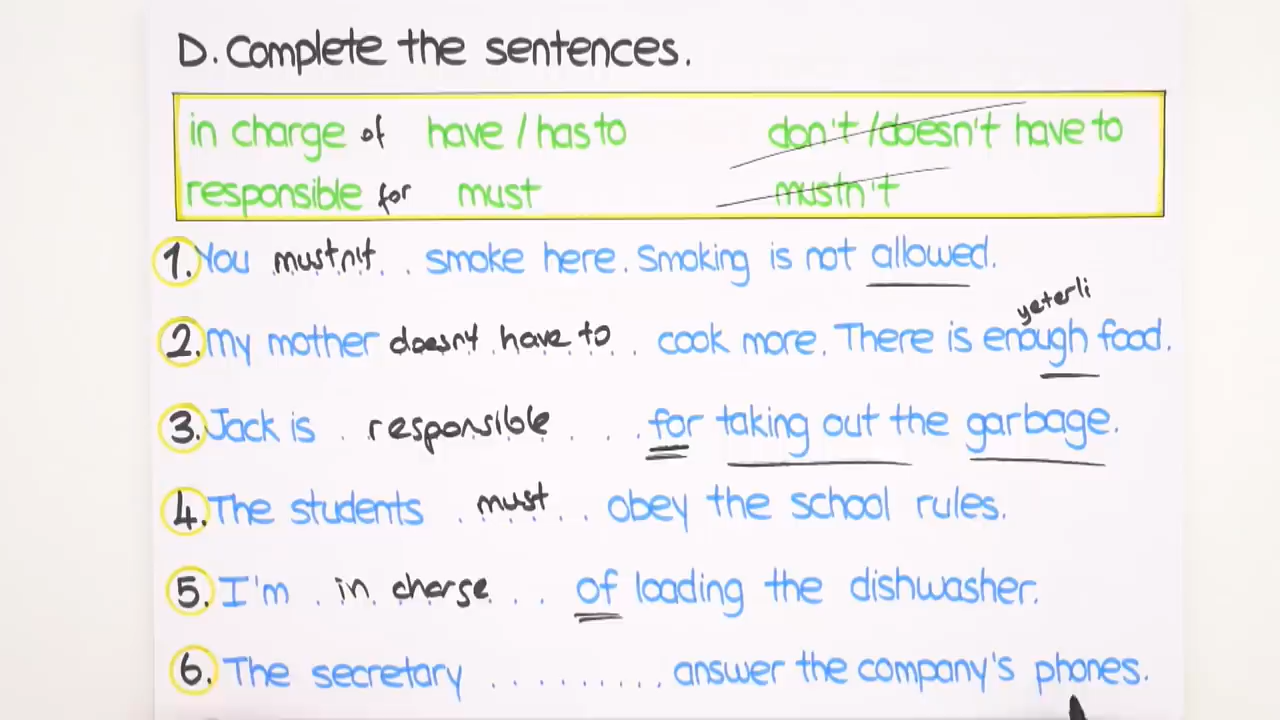 D. Complete the sentences.
in charge of have / has to don't / doesn't have to
responsible for must mustn't
1. You mustn't . . smoke here. Smoking is not allowed.
yeterli
2. My mother doesn't have to . cook more. There is enough food.
3. Jack is . responsible . . . for taking out the garbage.
4. The students . must . . obey the school rules.
5. I'm . in charge . . . of loading the dishwasher.
6. The secretary . . . . . . . . . answer the company's phones.